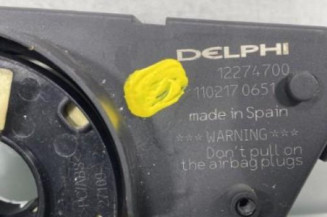 DELPHI
12274700
110217 0651
made in Spain
*** WARNING ***
Don't pull on
the airbag plugs